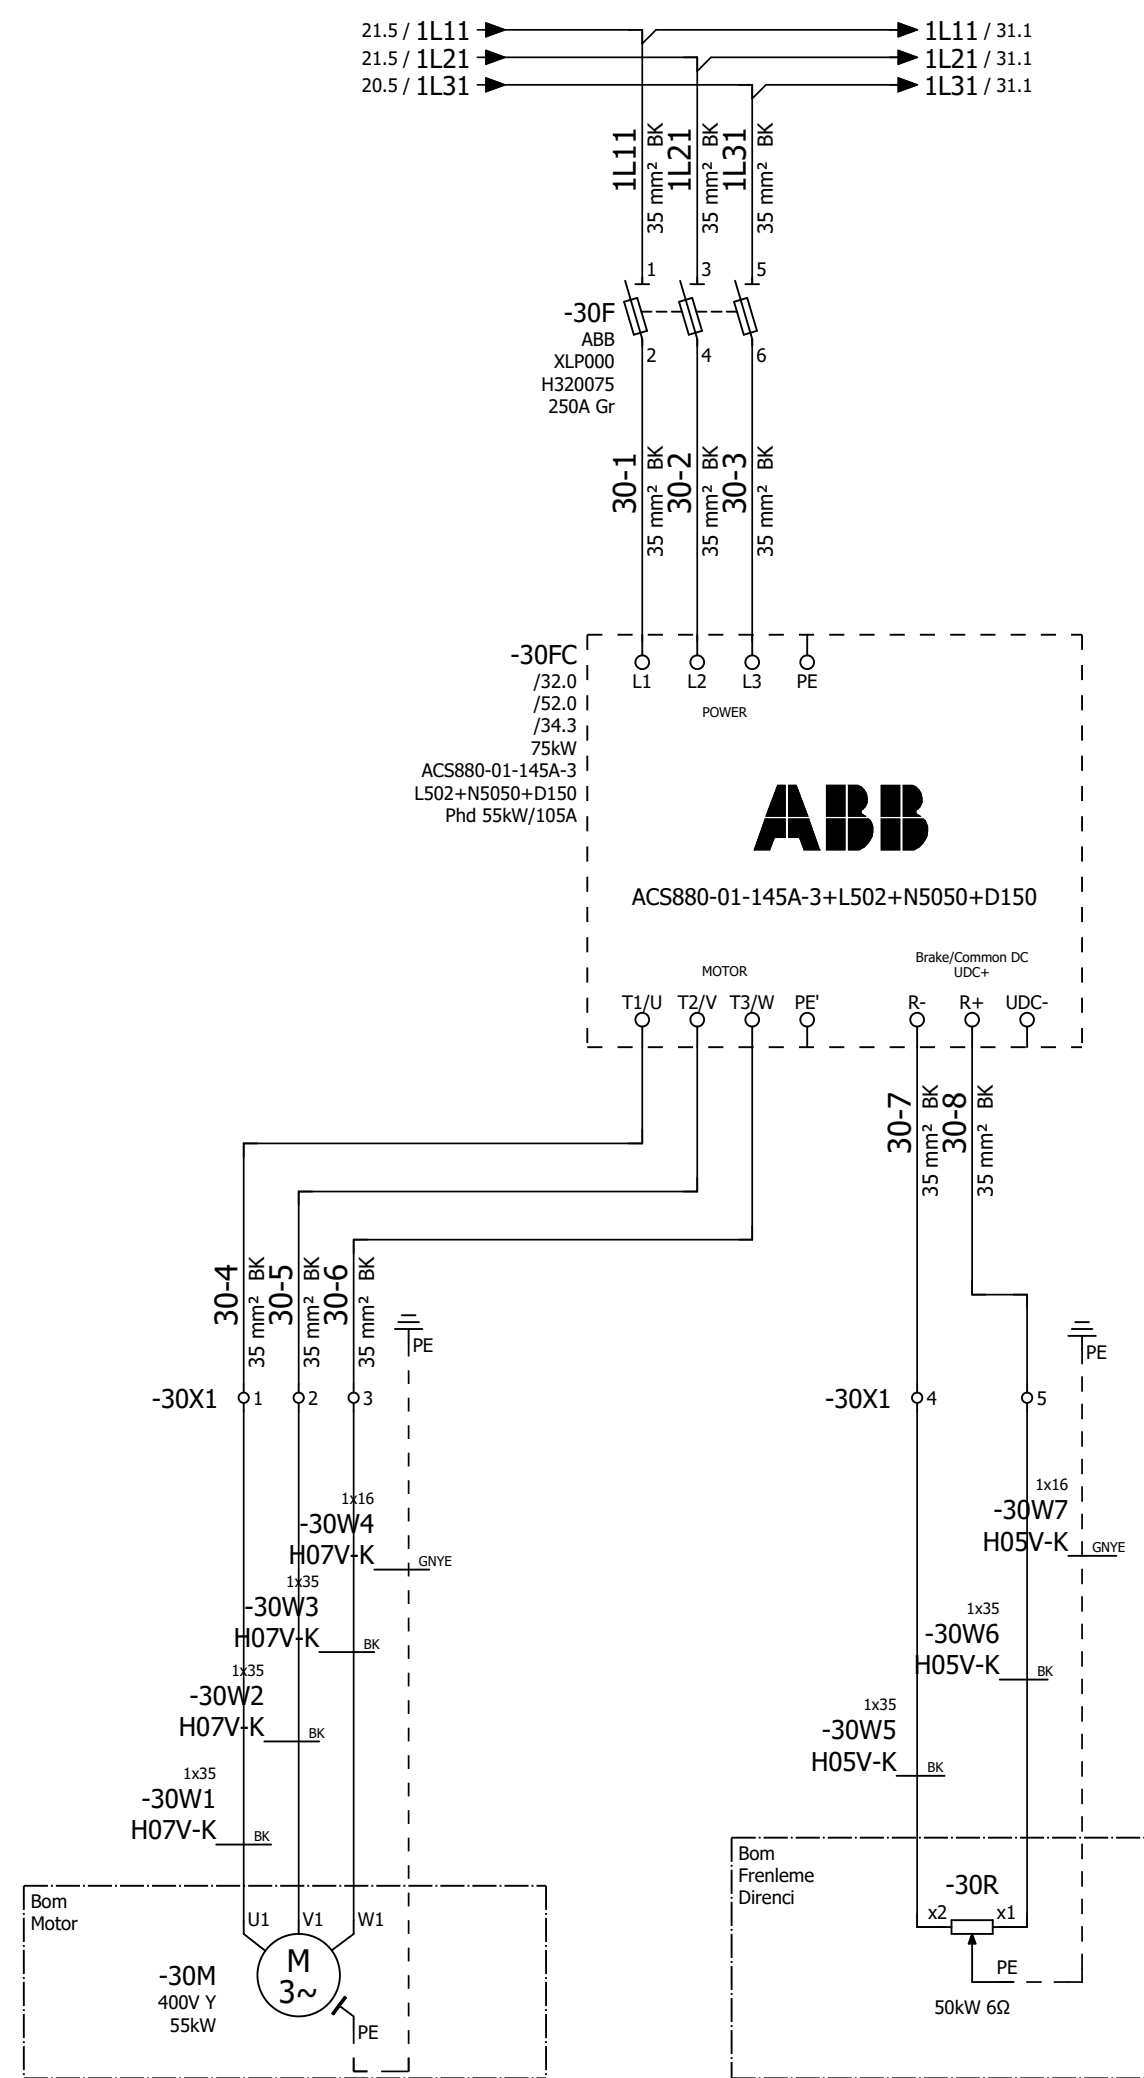 21.5 / 1L11
1L11 / 31.1
21.5 / 1L21
1L21 / 31.1
20.5 / 1L31
1L31 / 31.1
1L11
35 mm² BK
1L21
35 mm² BK
1L31
35 mm² BK
1 3 5
-30F
ABB
XLP000
H320075
250A Gr
2 4 6
30-1
35 mm² BK
30-2
35 mm² BK
30-3
35 mm² BK
-30FC
/32.0
/52.0
/34.3
75kW
ACS880-01-145A-3
L502+N5050+D150
Phd 55kW/105A
L1 L2 L3 PE
POWER
ABB
ACS880-01-145A-3+L502+N5050+D150
MOTOR
Brake/Common DC
UDC+
T1/U T2/V T3/W PE' R- R+ UDC-
30-7
35 mm² BK
30-8
35 mm² BK
30-4
35 mm² BK
30-5
35 mm² BK
30-6
35 mm² BK
PE
PE
-30X1 1 2 3
-30X1 4 5
1x16
-30W4
H07V-K GNYE
1x35
-30W3
H07V-K BK
1x35
-30W2
H07V-K BK
1x35
-30W1
H07V-K BK
1x16
-30W7
H05V-K GNYE
1x35
-30W6
H05V-K BK
1x35
-30W5
H05V-K BK
Bom
Motor
U1 V1 W1
M
3~
-30M
400V Y
55kW
PE
Bom
Frenleme
Direnci
-30R
x2 x1
PE
50kW 6Ω